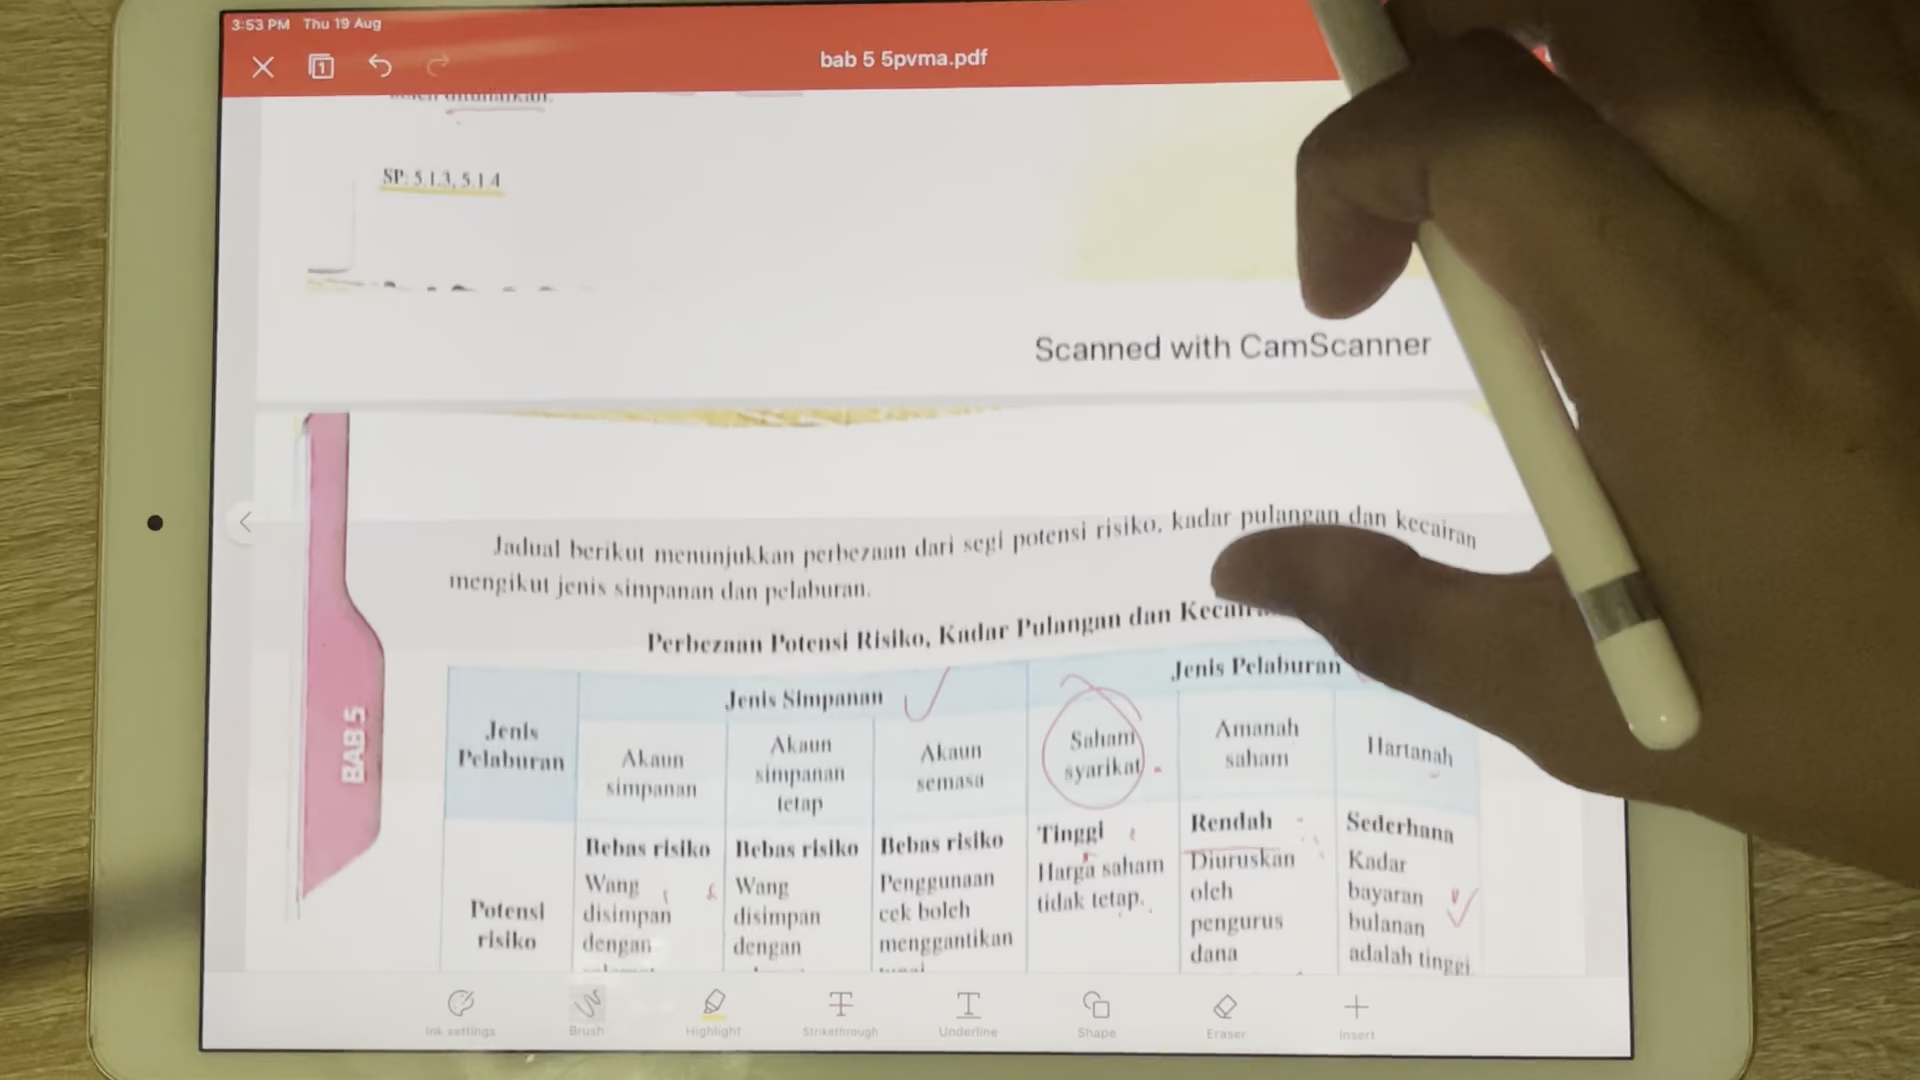 3:53 PM Thu 19 Aug
1
bab 5 5pvma.pdf
SP: 5.1.3, 5.1.4
Scanned with CamScanner
Jadual berikut menunjukkan perbezaan dari segi potensi risiko, kadar pulangan dan kecairan
mengikut jenis simpanan dan pelaburan.
Perbezaan Potensi Risiko, Kadar Pulangan dan
Jenis Pelaburan
Jenis Simpanan
Jenis Pelaburan
Akaun simpanan
Akaun simpanan tetap
Akaun semasa
Saham syarikat
Amanah saham
Hartanah
Potensi risiko
Bebas risiko
Wang
disimpan
dengan
Bebas risiko
Wang
disimpan
dengan
Bebas risiko
Penggunaan
cek boleh
menggantikan
Tinggi
Harga saham
tidak tetap.
Rendah
Diuruskan
oleh
pengurus
dana
Sederhana
Kadar
bayaran
bulanan
adalah tinggi
BAB 5
Ink settings
Brush
Highlight
Strikethrough
Underline
Shape
Eraser
Insert